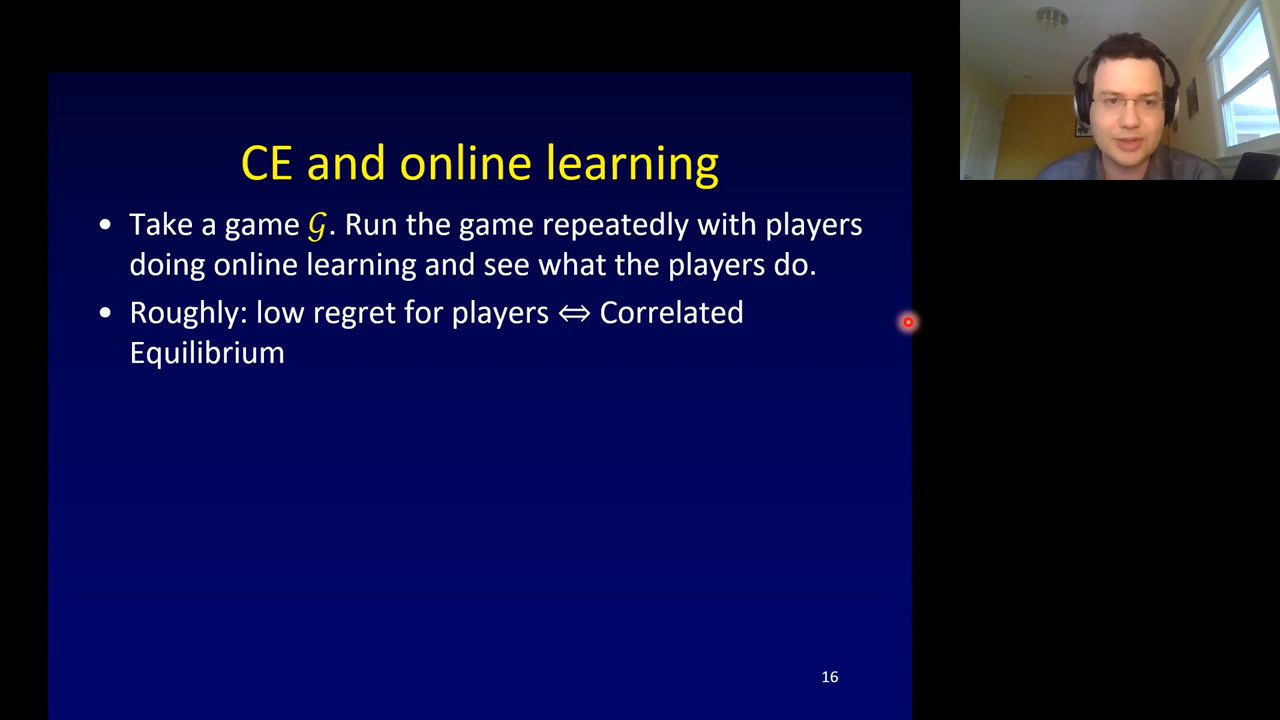 CE and online learning
• Take a game 𝒢. Run the game repeatedly with players
doing online learning and see what the players do.
• Roughly: low regret for players ⇔ Correlated
Equilibrium
16